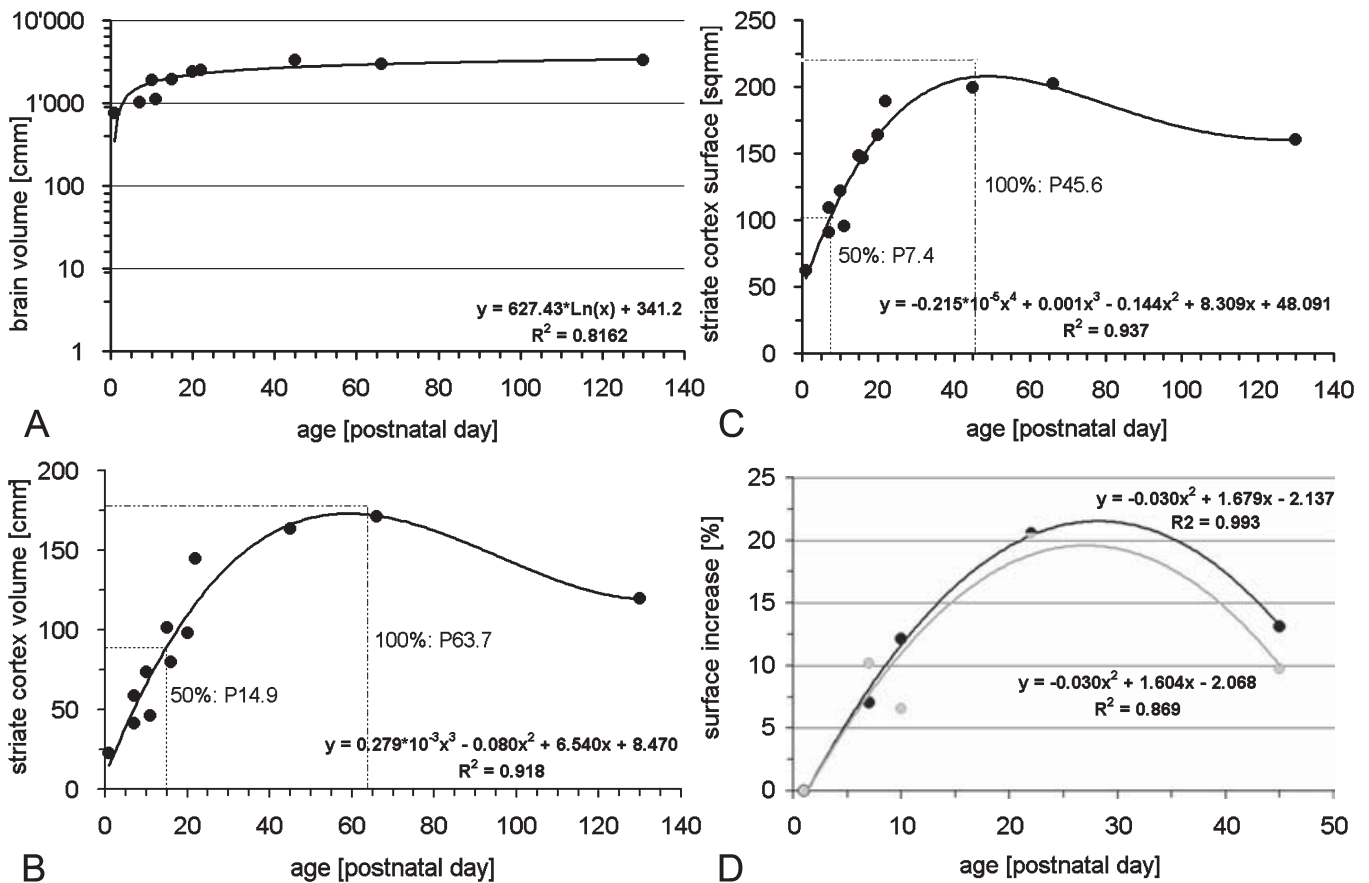 10'000
1'000
100
10
1
brain volume [cmm]
y = 627.43*Ln(x) + 341.2
R2 = 0.8162
0 20 40 60 80 100 120 140
A
age [postnatal day]
250
200
150
100
50
0
striate cortex surface [sqmm]
100%: P45.6
50%: P7.4
y = -0.215*10-5x4 + 0.001x3 - 0.144x2 + 8.309x + 48.091
R2 = 0.937
0 20 40 60 80 100 120 140
C
age [postnatal day]
200
150
100
50
0
striate cortex volume [cmm]
100%: P63.7
50%: P14.9
y = 0.279*10-3x3 - 0.080x2 + 6.540x + 8.470
R2 = 0.918
0 20 40 60 80 100 120 140
B
age [postnatal day]
25
20
15
10
5
0
surface increase [%]
y = -0.030x2 + 1.679x - 2.137
R2 = 0.993
y = -0.030x2 + 1.604x - 2.068
R2 = 0.869
0 10 20 30 40 50
D
age [postnatal day]